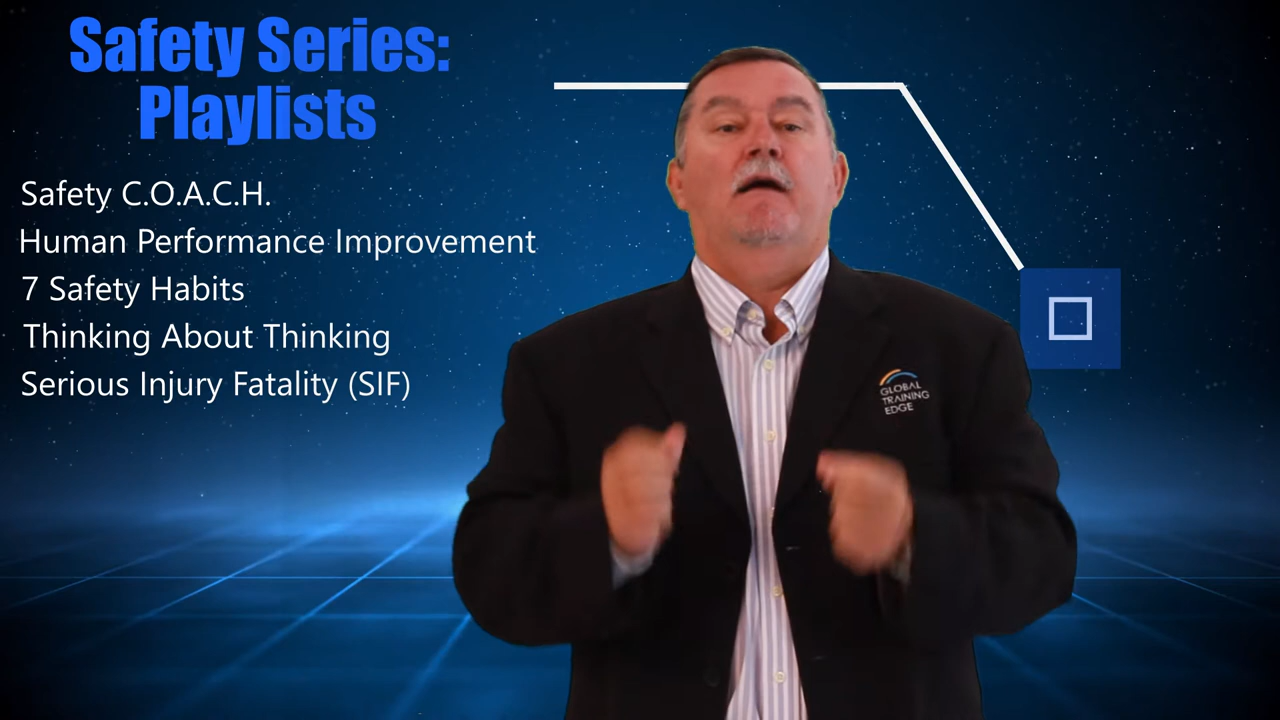 Safety Series:
Playlists
Safety C.O.A.C.H.
Human Performance Improvement
7 Safety Habits
Thinking About Thinking
Serious Injury Fatality (SIF)
GLOBAL
TRAINING
EDGE